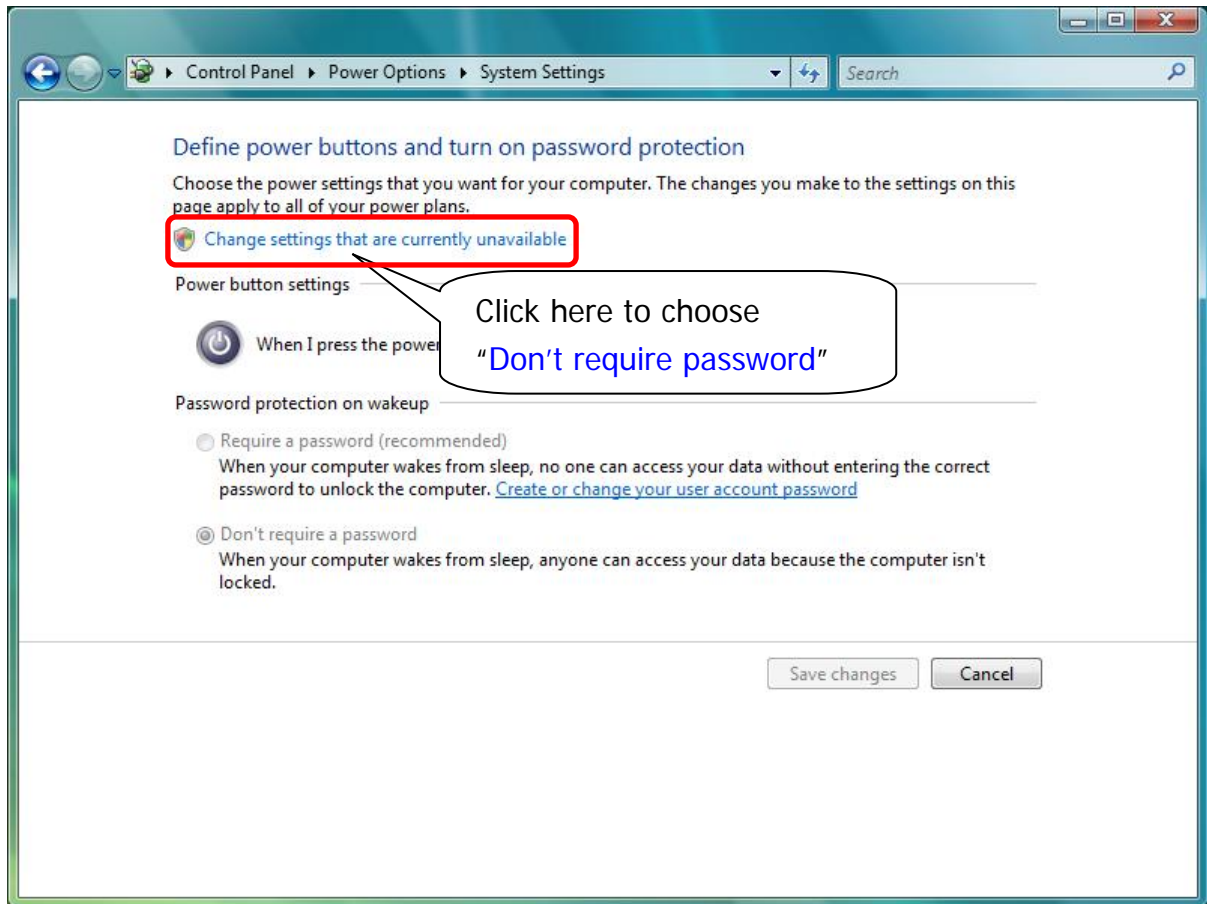 Control Panel ▸ Power Options ▸ System Settings
Search
Define power buttons and turn on password protection
Choose the power settings that you want for your computer. The changes you make to the settings on this
page apply to all of your power plans.
Change settings that are currently unavailable
Power button settings
Click here to choose
“Don’t require password”
When I press the power
Password protection on wakeup
Require a password (recommended)
When your computer wakes from sleep, no one can access your data without entering the correct
password to unlock the computer. Create or change your user account password
Don't require a password
When your computer wakes from sleep, anyone can access your data because the computer isn't
locked.
Save changes
Cancel